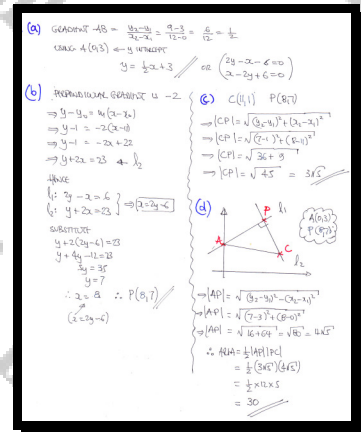 (a) GRADIENT AB = y₂-y₁/x₂-x₁ = 9-3/12-0 = 6/12 = 1/2
USING A(0,3) ← y INTERCEPT
y = 1/2x + 3 OR (2y - x - 6 = 0)
(x - 2y + 6 = 0)
(b) PERPENDICULAR GRADIENT IS -2
⇒ y - y₀ = m(x - x₀)
⇒ y - 1 = -2(x - 11)
⇒ y - 1 = -2x + 22
⇒ y + 2x = 23 ← l₂
HENCE
l₁: 2y - x = 6
l₂: y + 2x = 23
⇒ x = 2y - 6
SUBSTITUTE
y + 2(2y - 6) = 23
y + 4y - 12 = 23
5y = 35
y = 7
∴ x = 8 ∴ P(8,7)
(x = 2y - 6)
(c) C(11,1) P(8,7)
⇒ |CP| = √(y₂-y₁)² + (x₂-x₁)²
⇒ |CP| = √(7-1)² + (8-11)²
⇒ |CP| = √36 + 9
⇒ |CP| = √45 = 3√5
(d)
P l₁
A
C
l₂
A(0,3)
P(8,7)
⇒ |AP| = √(y₂-y₁)² - (x₂-x₁)²
⇒ |AP| = √(7-3)² + (8-0)²
⇒ |AP| = √16+64 = √80 = 4√5
∴ AREA = 1/2|AP||PC|
= 1/2(3√5)(4√5)
= 1/2 × 12 × 5
= 30